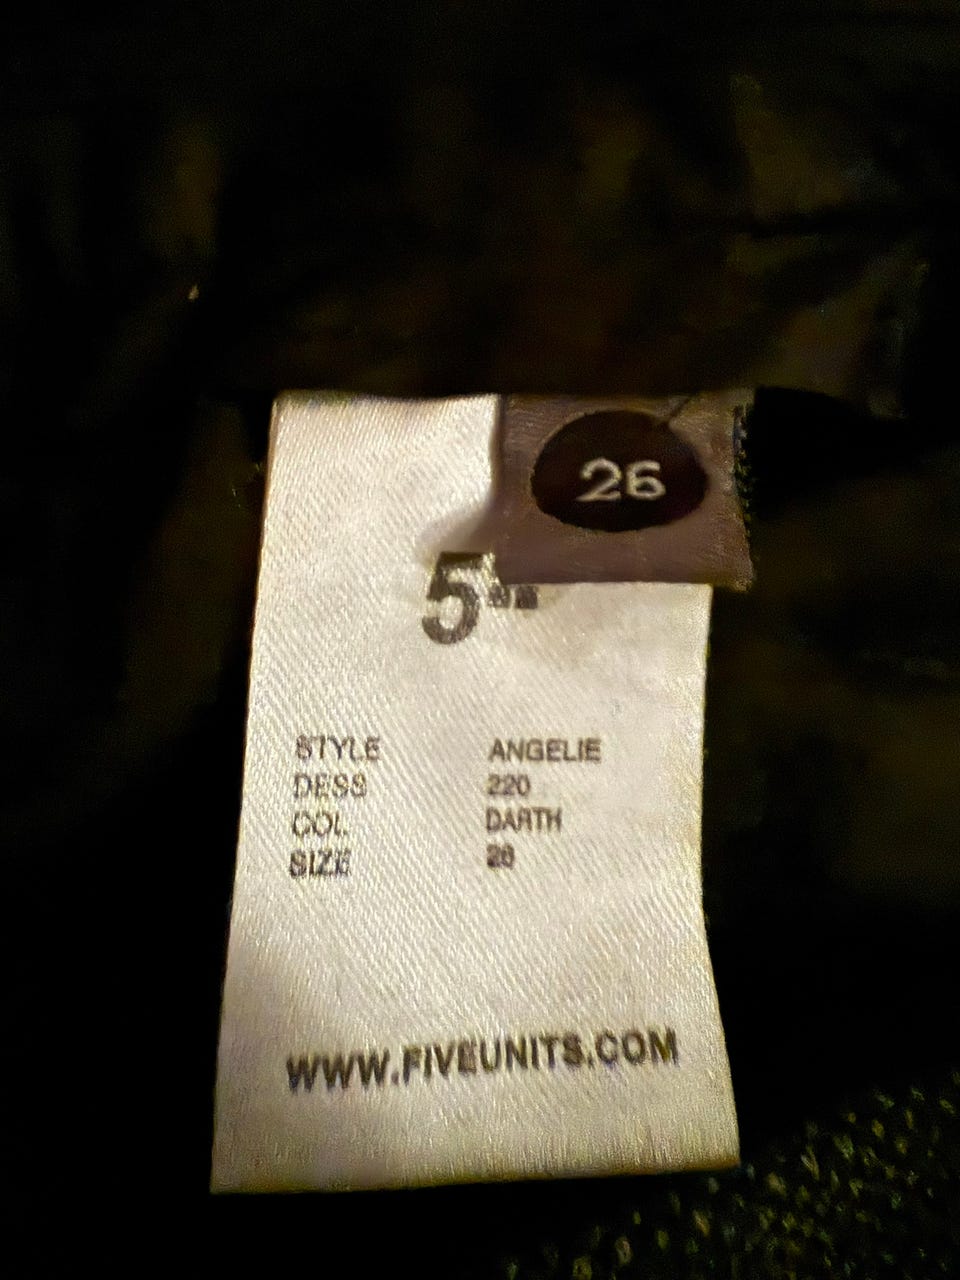 26
5
STYLE ANGELIE
DESS 220
COL. DARTH
SIZE 26
WWW.FIVEUNITS.COM